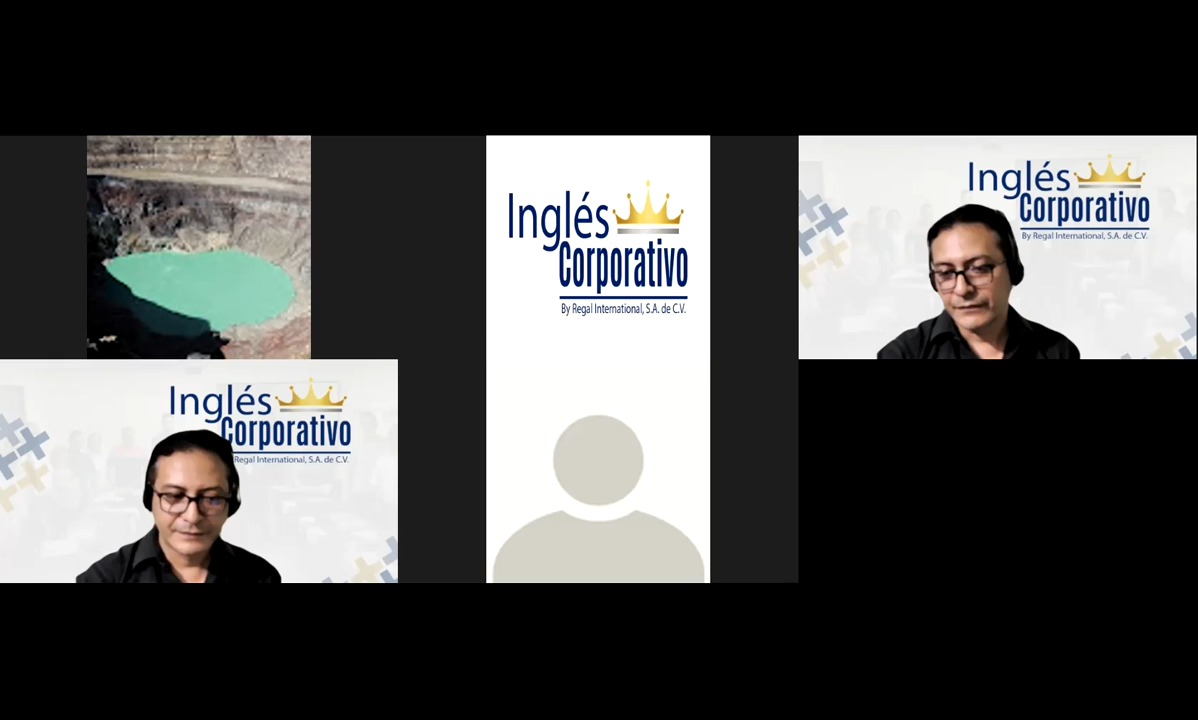 Inglés
Corporativo
By Regal International, S.A. de C.V.
Inglés
Corporativo
By Regal International, S.A. de C.V.
Inglés
Corporativo
Regal International, S.A. de C.V.